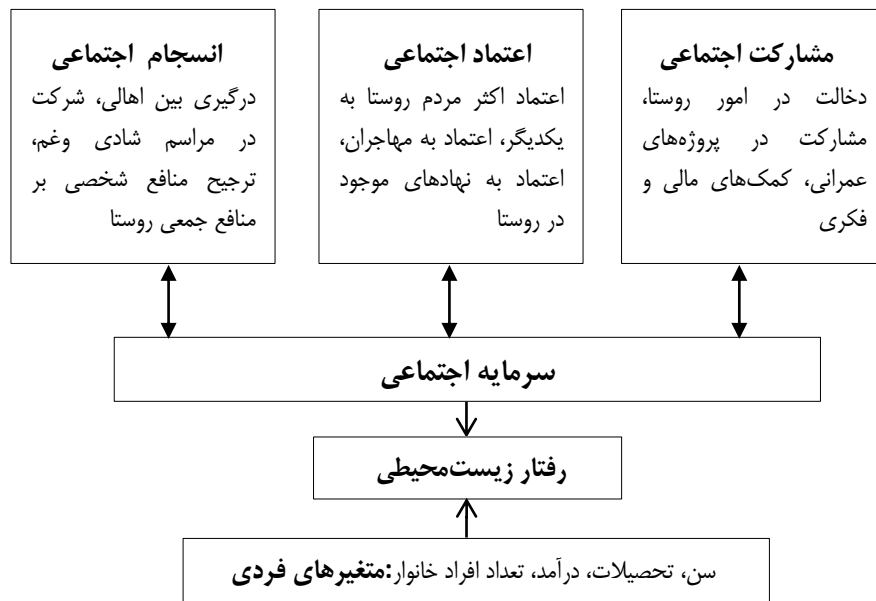 مشارکت اجتماعی
دخالت در امور روستا،
مشارکت در پروژه‌های
عمرانی، کمک‌های مالی و
فکری
اعتماد اجتماعی
اعتماد اکثر مردم روستا به
یکدیگر، اعتماد به مهاجران،
اعتماد به نهادهای موجود
در روستا
انسجام اجتماعی
درگیری بین اهالی، شرکت
در مراسم شادی وغم،
ترجیح منافع شخصی بر
منافع جمعی روستا
سرمایه اجتماعی
رفتار زیست‌محیطی
سن، تحصیلات، درآمد، تعداد افراد خانوار:متغیرهای فردی